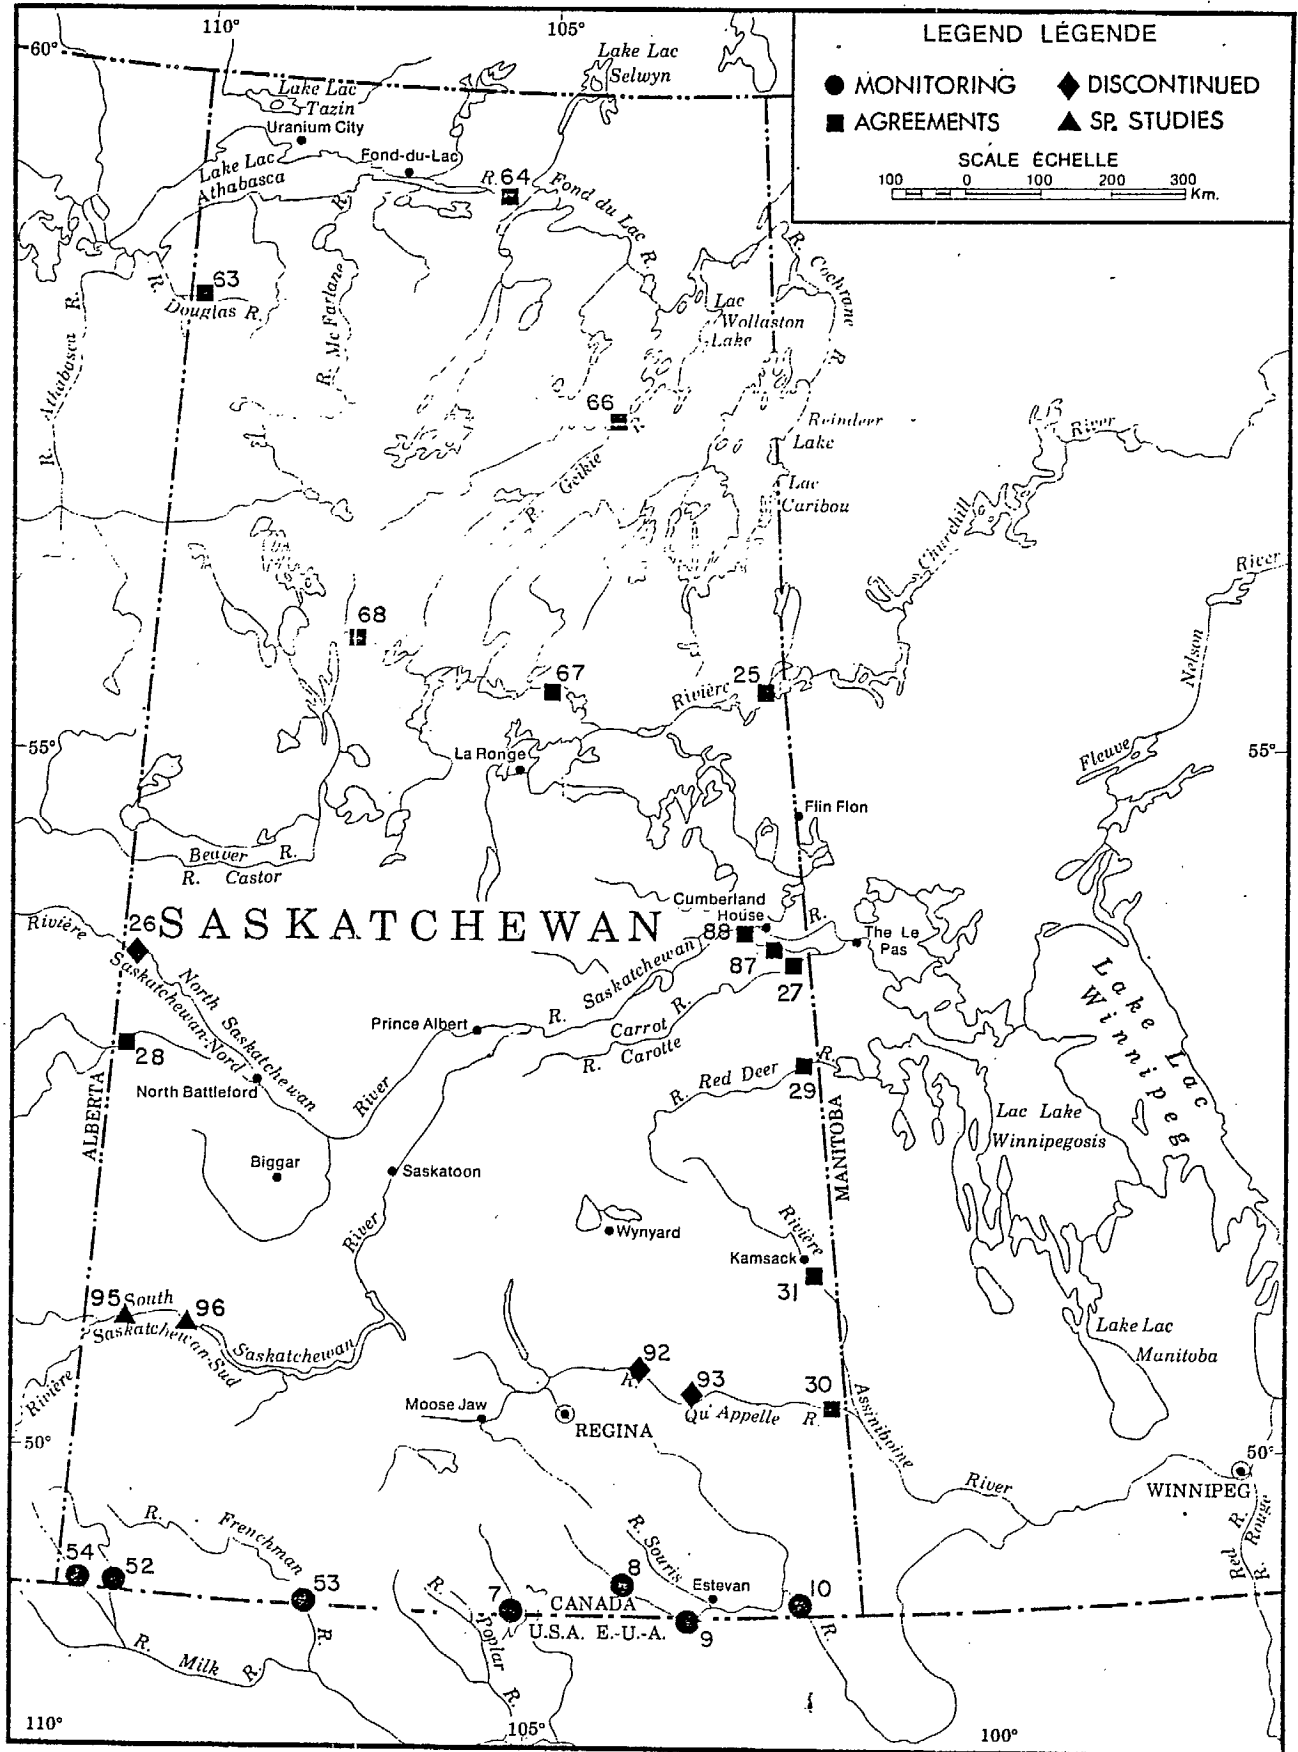 110°
105°
60°
LEGEND LÉGENDE
MONITORING
DISCONTINUED
AGREEMENTS
SP. STUDIES
SCALE ÉCHELLE
100 0 100 200 300 Km.
Lake Lac
Selwyn
Lake Lac
Tazin
Uranium City
Fond-du-Lac
Lake Lac
Athabasca
R.
R. 64
Fond du Lac R.
63
R.
Douglas R.
R. Mc Farlane
R. Athabasca R.
Lac
Wollaston
Lake
R. Cochrane R
66
R. Geikie R
Reindeer
Lake
Lac
Caribou
River
Churchill
River
Nelson
Fleuve
68
67
25
Rivière
55°
55°
La Ronge
Flin Flon
Beaver R.
R. Castor
Cumberland
House
R.
The Le
Pas
88
87
27
Rivière
26
SASKATCHEWAN
North Saskatchewan
Saskatchewan-Nord
28
Prince Albert
R. Saskatchewan
Carrot R.
R. Carotte
North Battleford
River
R. Red Deer R.
29
ALBERTA
MANITOBA
Lake Lac
Winnipeg
Lac Lake
Winnipegosis
Biggar
Saskatoon
River
Wynyard
Rivière
Kamsack
31
95 South
96
Saskatchewan-Sud
Saskatchewan
Rivière
Lake Lac
Manitoba
92
R.
93
Qu'Appelle
30
R.
Moose Jaw
REGINA
Assiniboine
River
50°
50°
WINNIPEG
Red R.
R. Rouge
R. Frenchman
R.
54
52
53
R. Souris
Estevan
7
8
9
10
R.
CANADA
U.S.A. E.-U.-A.
R. Poplar R.
R. Milk R.
110°
105°
100°